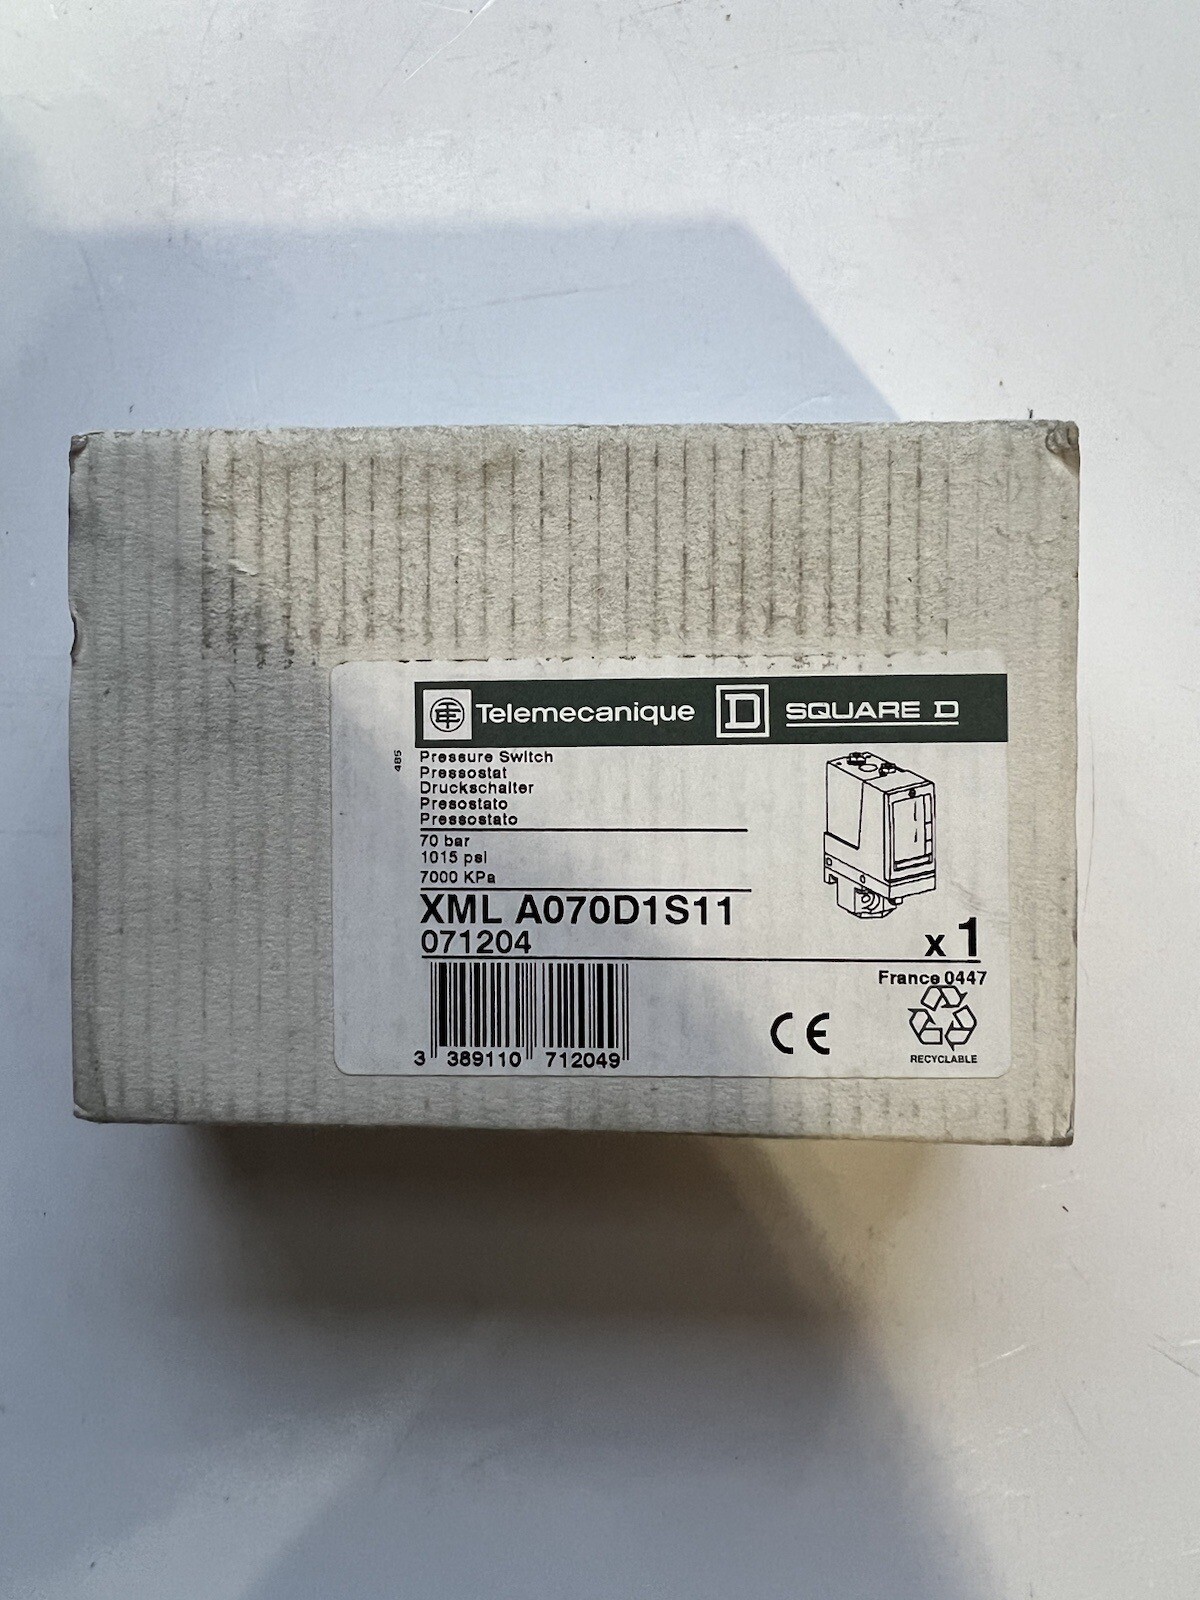 TE Telemecanique D SQUARE D
485
Pressure Switch
Pressostat
Druckschalter
Presostato
Pressostato
70 bar
1015 psi
7000 KPa
XML A070D1S11
071204
x 1
France 0447
3 389110 712049
CE
RECYCLABLE